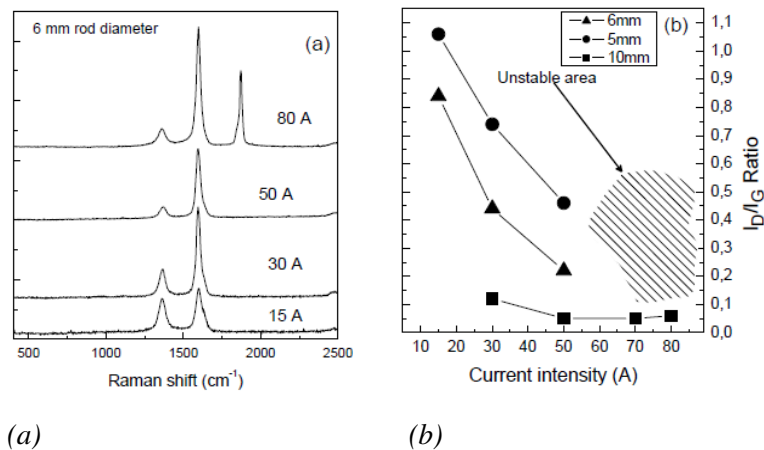 6 mm rod diameter
(a)
80 A
50 A
30 A
15 A
500
1000
1500
2000
2500
Raman shift (cm⁻¹)
(b)
6mm
5mm
10mm
Unstable area
1,1
1,0
0,9
0,8
0,7
0,6
0,5
0,4
0,3
0,2
0,1
0,0
I_D/I_G Ratio
10
20
30
40
50
60
70
80
Current intensity (A)
(a)
(b)